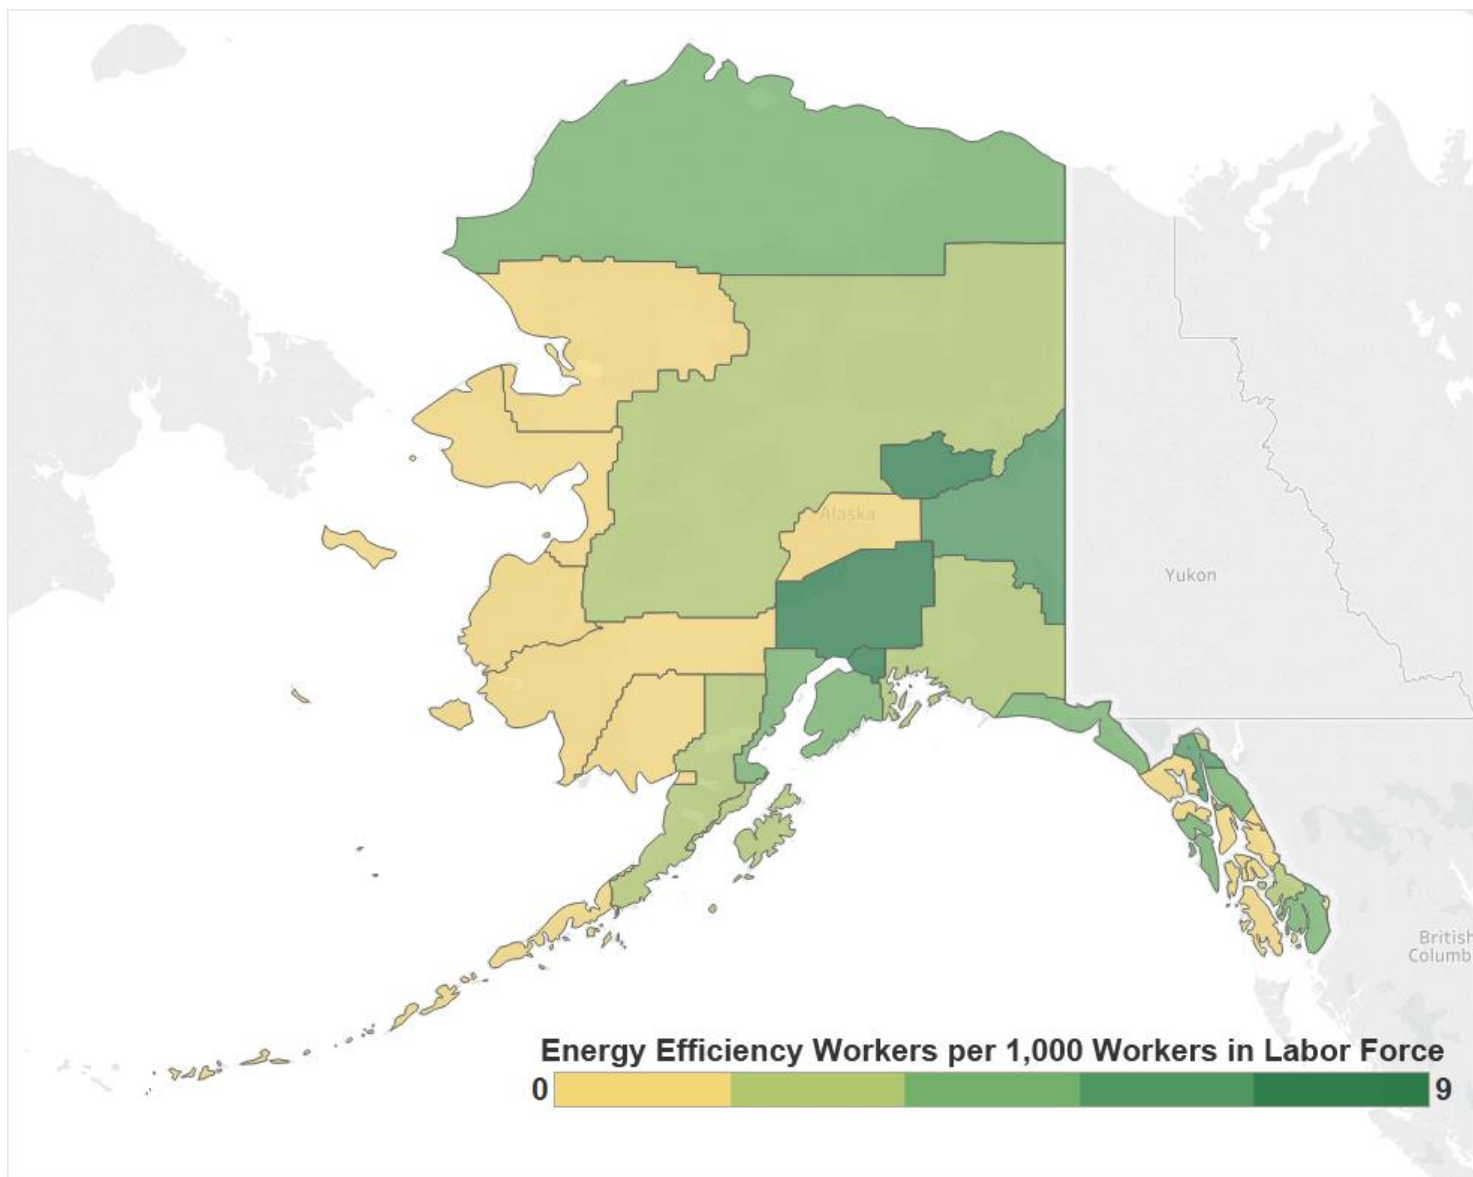 Alaska
Yukon
British
Columb
Energy Efficiency Workers per 1,000 Workers in Labor Force
0
9